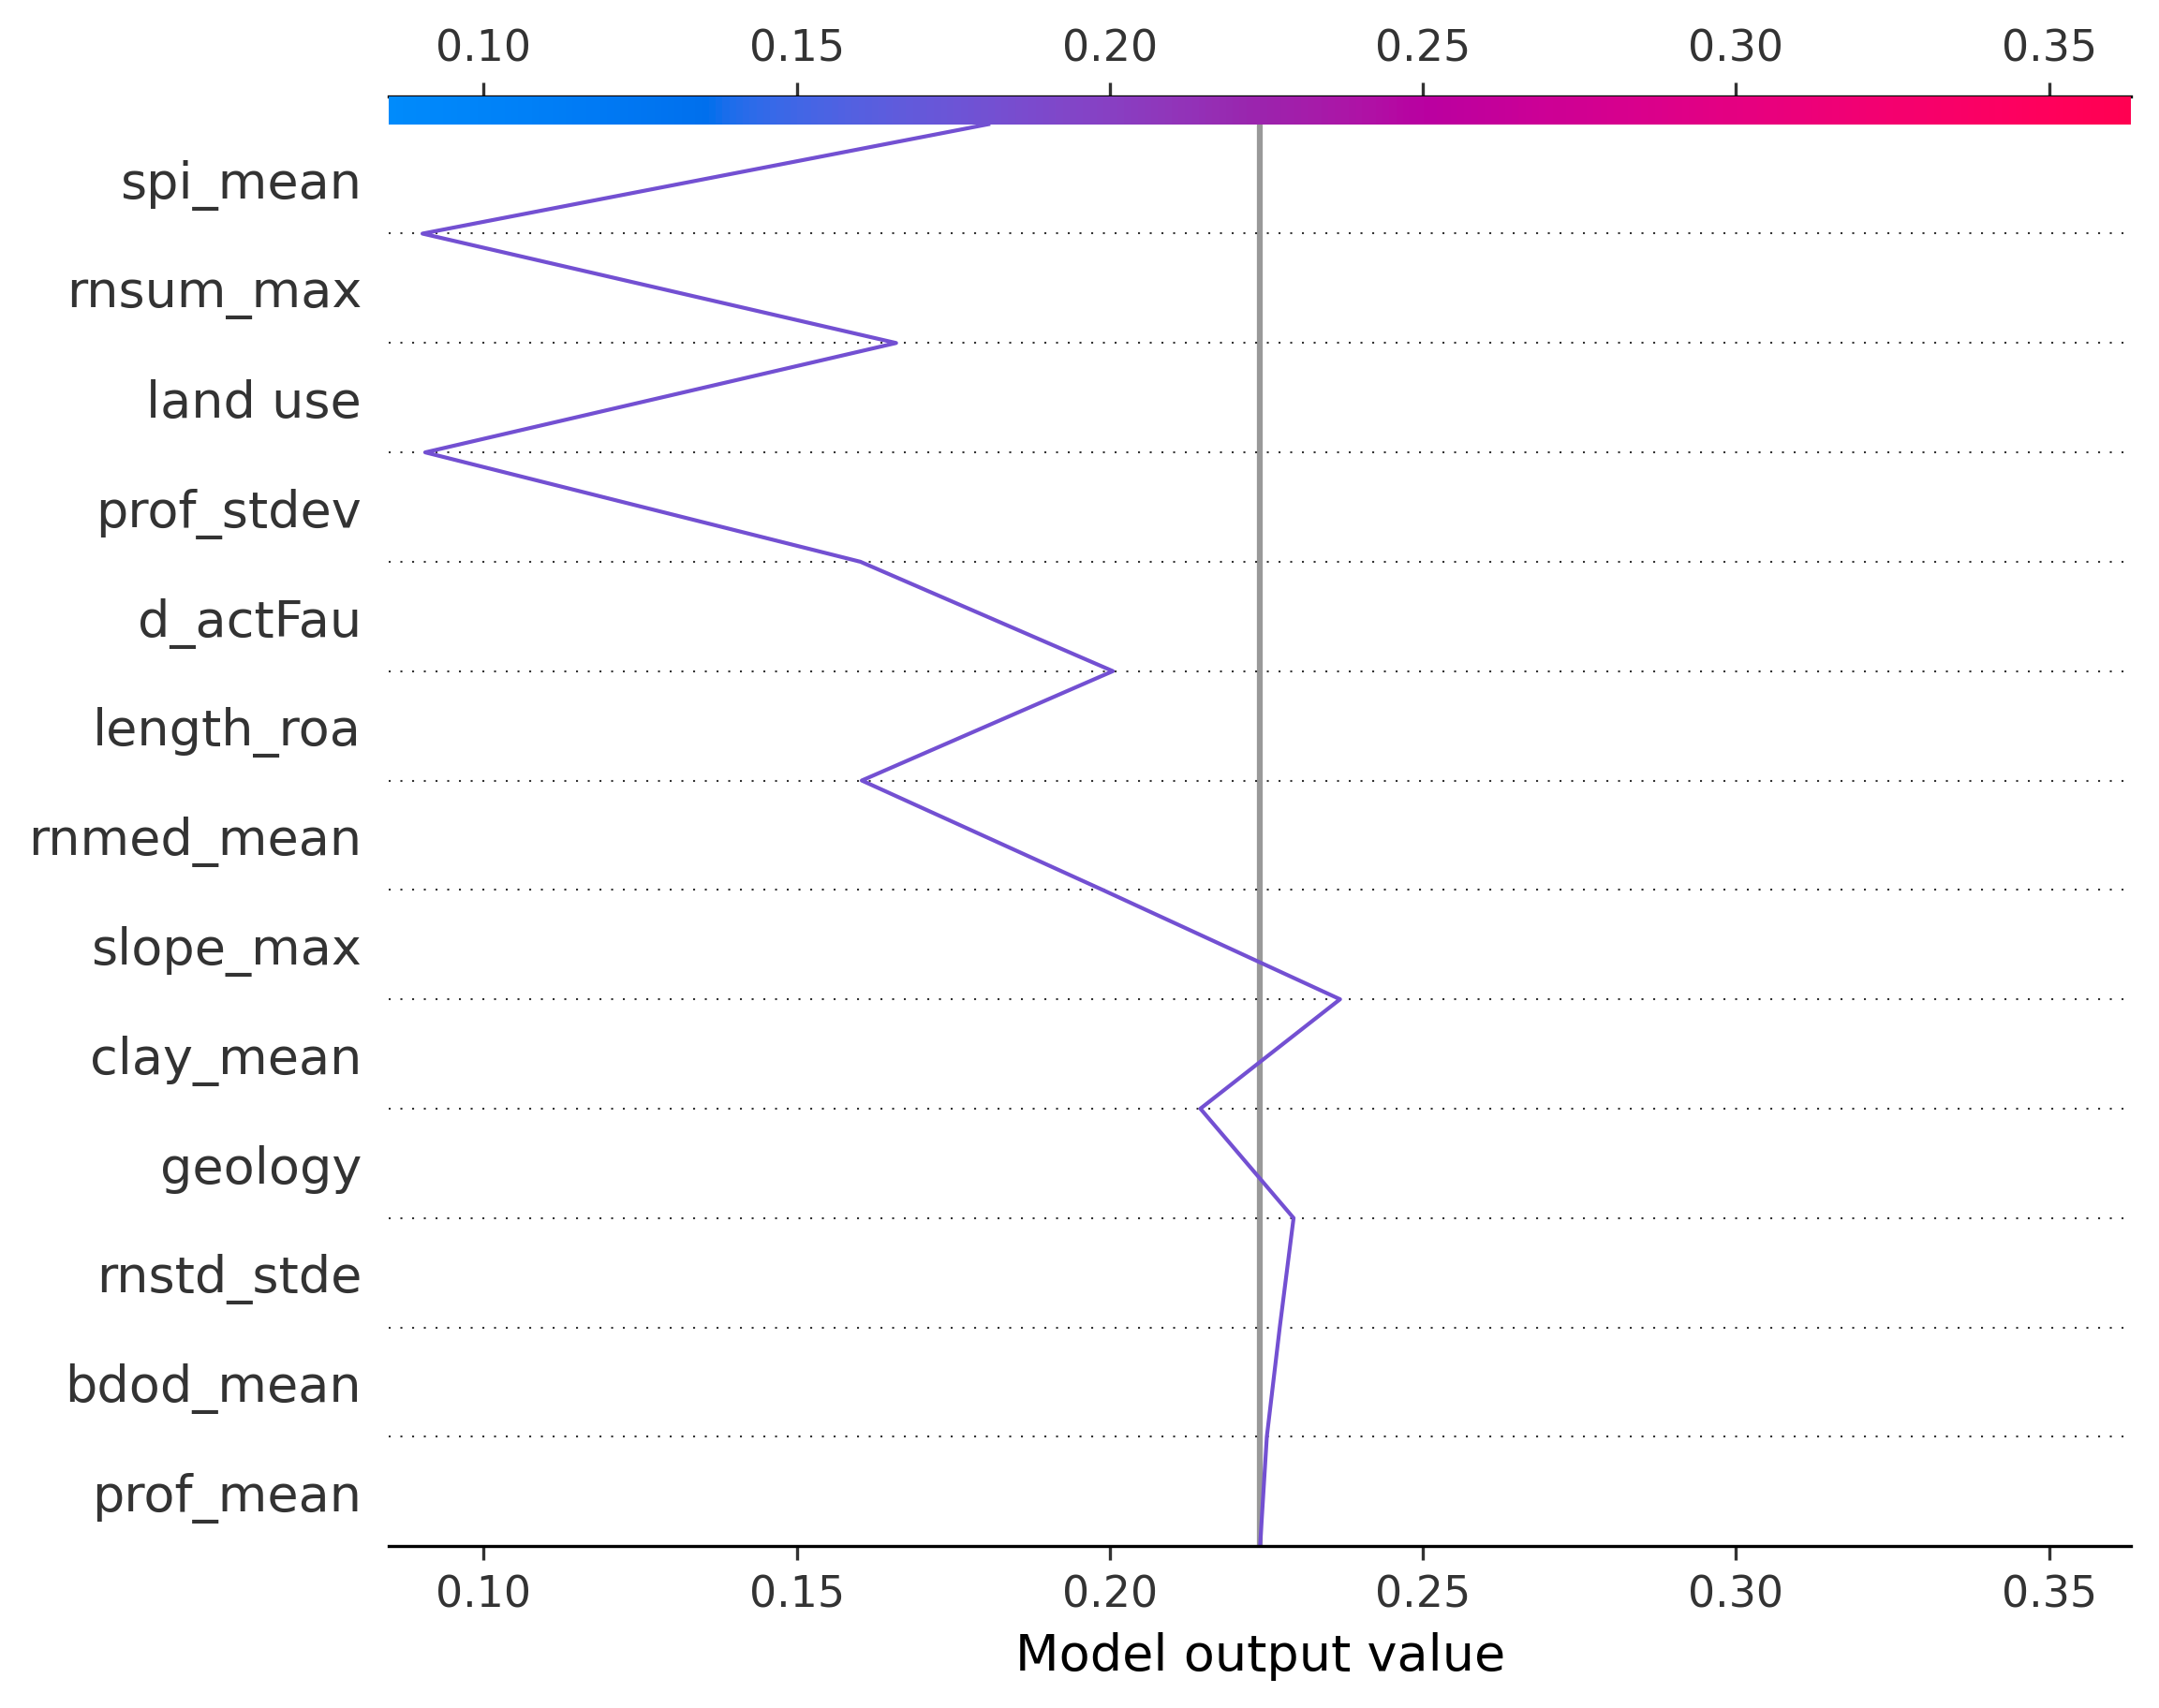 0.10 0.15 0.20 0.25 0.30 0.35
spi_mean
rnsum_max
land use
prof_stdev
d_actFau
length_roa
rnmed_mean
slope_max
clay_mean
geology
rnstd_stde
bdod_mean
prof_mean
0.10 0.15 0.20 0.25 0.30 0.35
Model output value